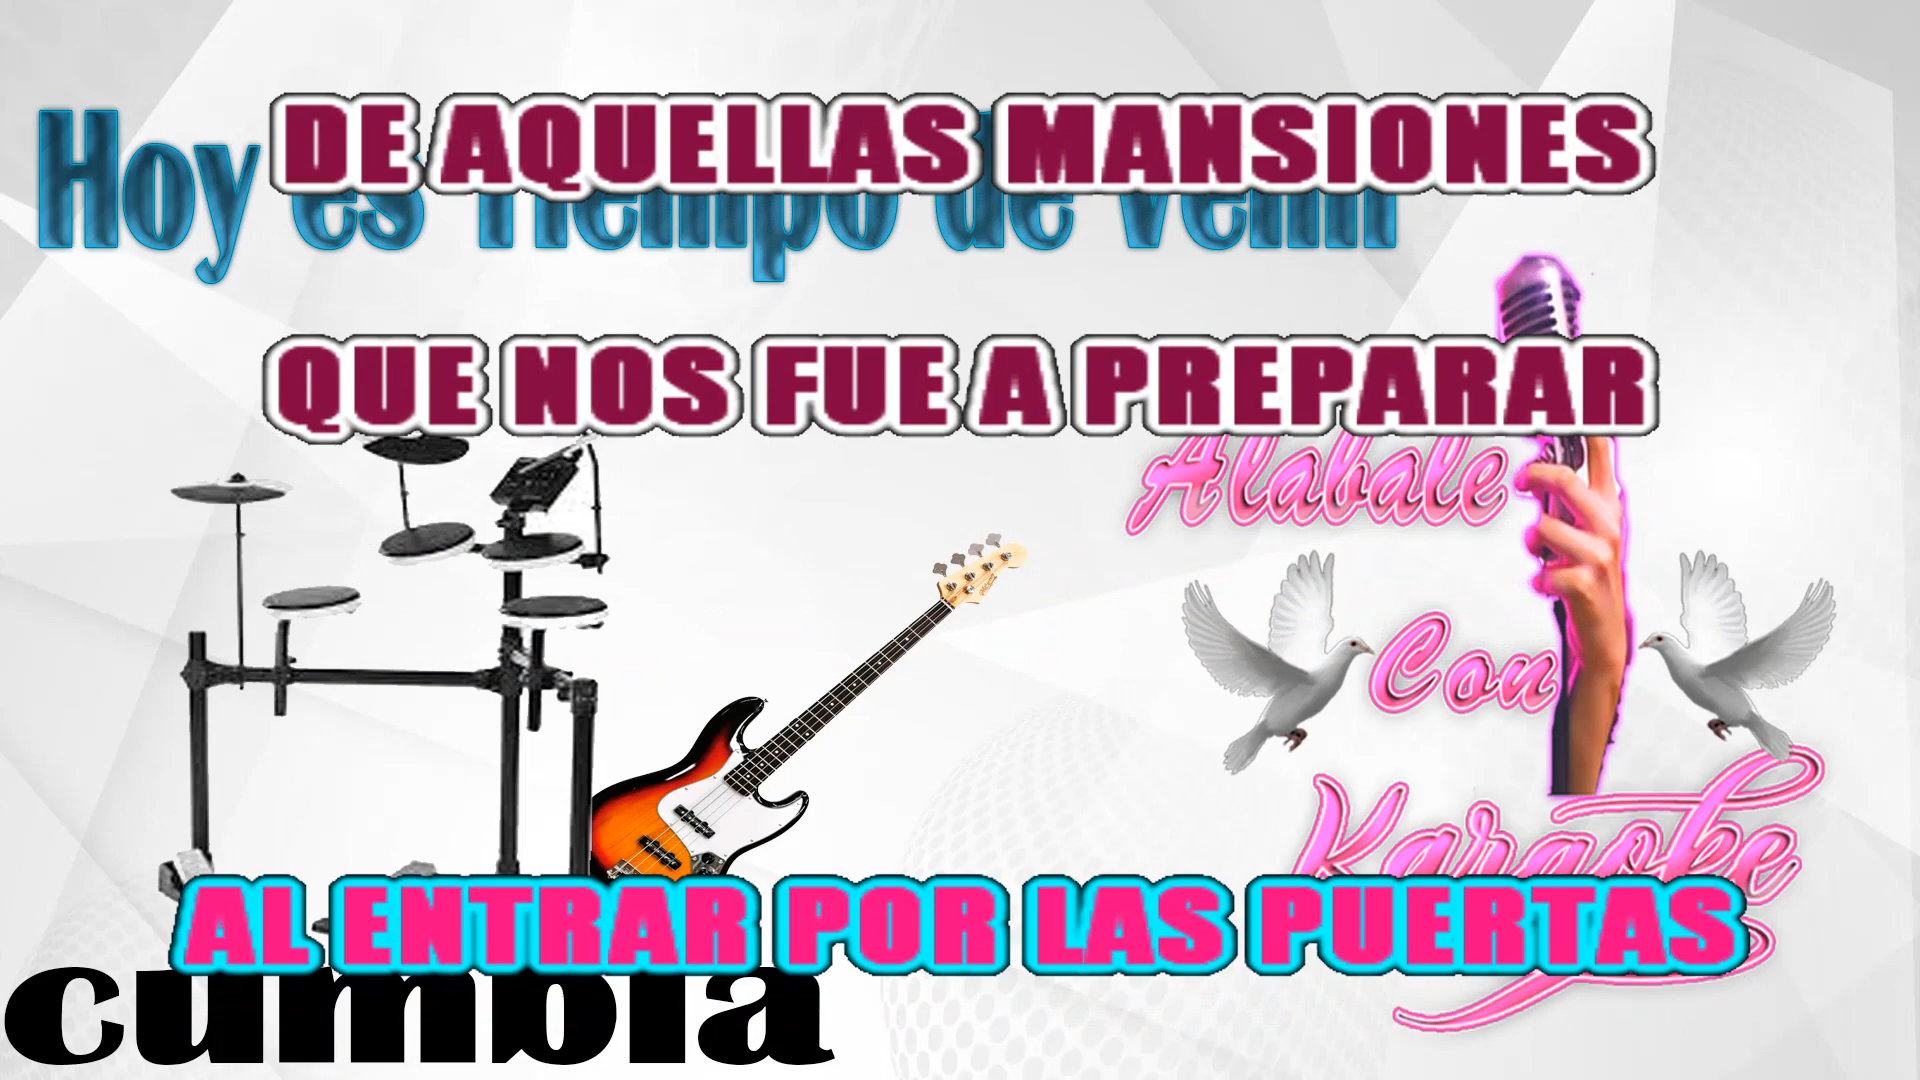 DE AQUELLAS MANSIONES
Hoy es Tiempo de venir
QUE NOS FUE A PREPARAR
Alabale
Con
Karaoke
AL ENTRAR POR LAS PUERTAS
cumbia